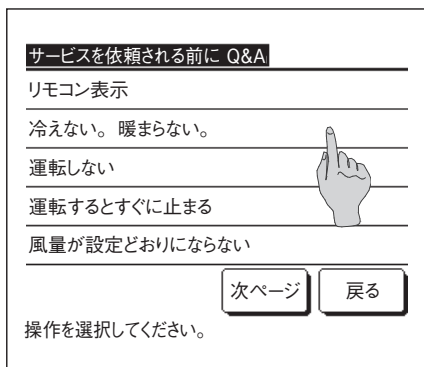 サービスを依頼される前に Q&A
リモコン表示
冷えない。 暖まらない。
運転しない
運転するとすぐに止まる
風量が設定どおりにならない
次ページ 戻る
操作を選択してください。